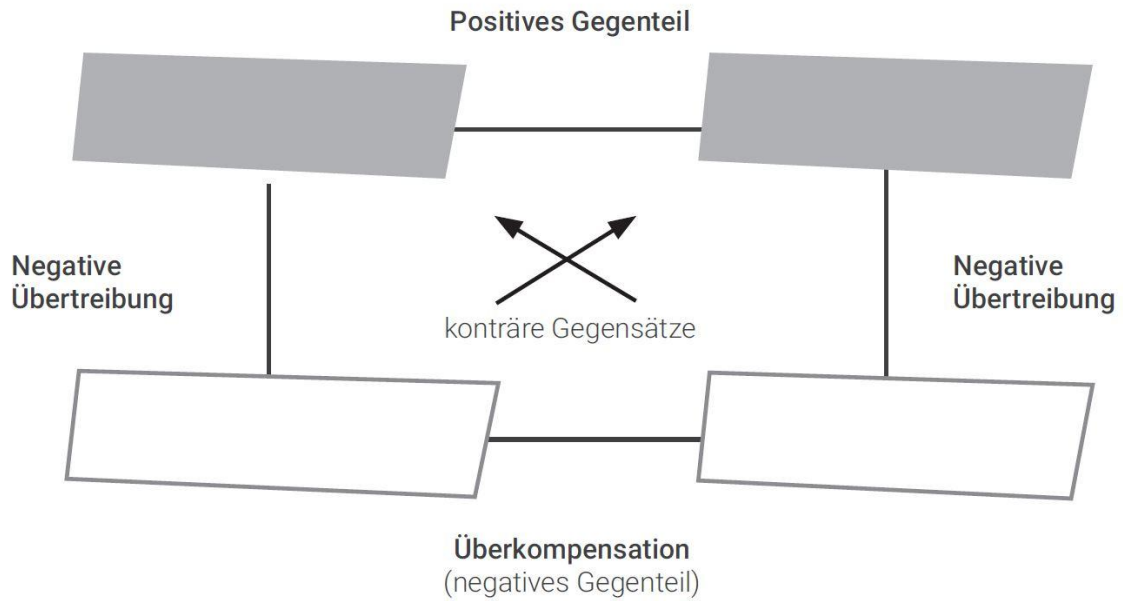 Positives Gegenteil
Negative
Übertreibung
Negative
Übertreibung
konträre Gegensätze
Überkompensation
(negatives Gegenteil)